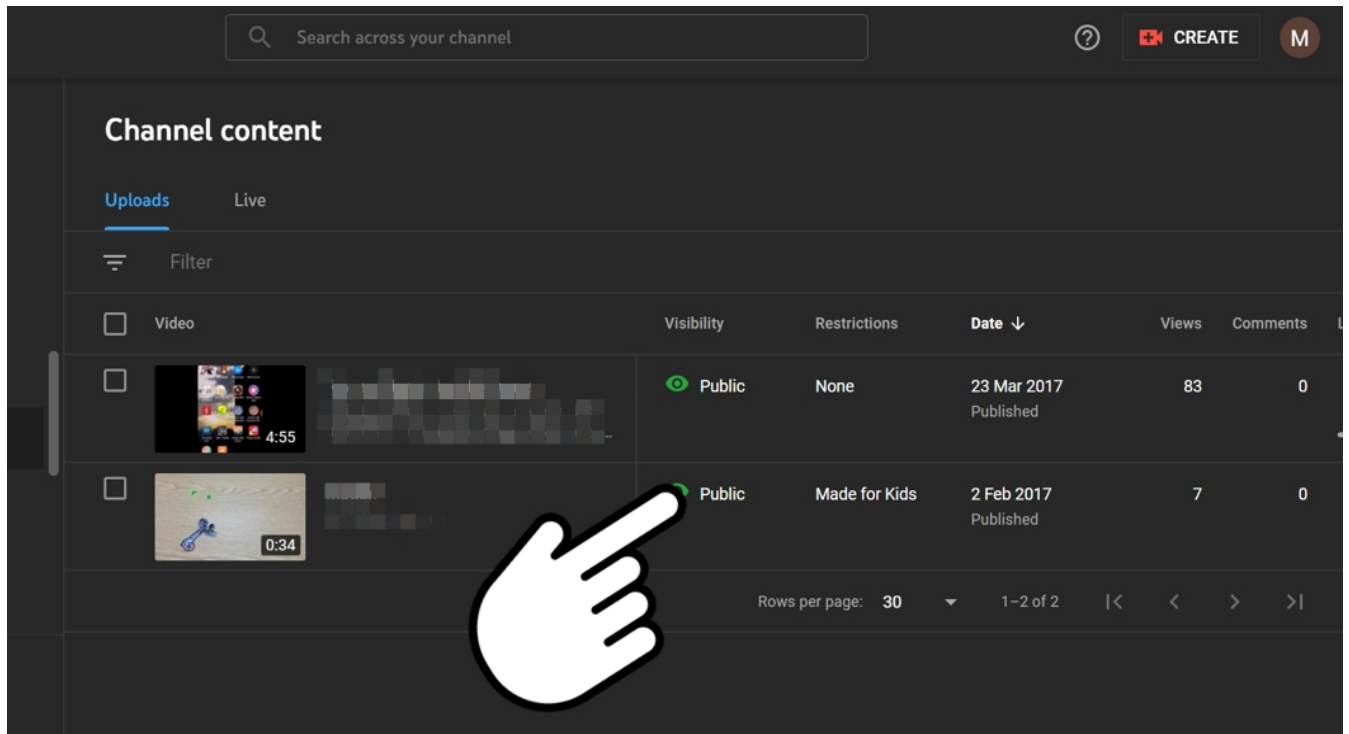 Search across your channel
CREATE
M
Channel content
Uploads Live
Filter
Video Visibility Restrictions Date Views Comments
4:55 Public None 23 Mar 2017 83 0
Published
0:34 Public Made for Kids 2 Feb 2017 7 0
Published
Rows per page: 30 1–2 of 2